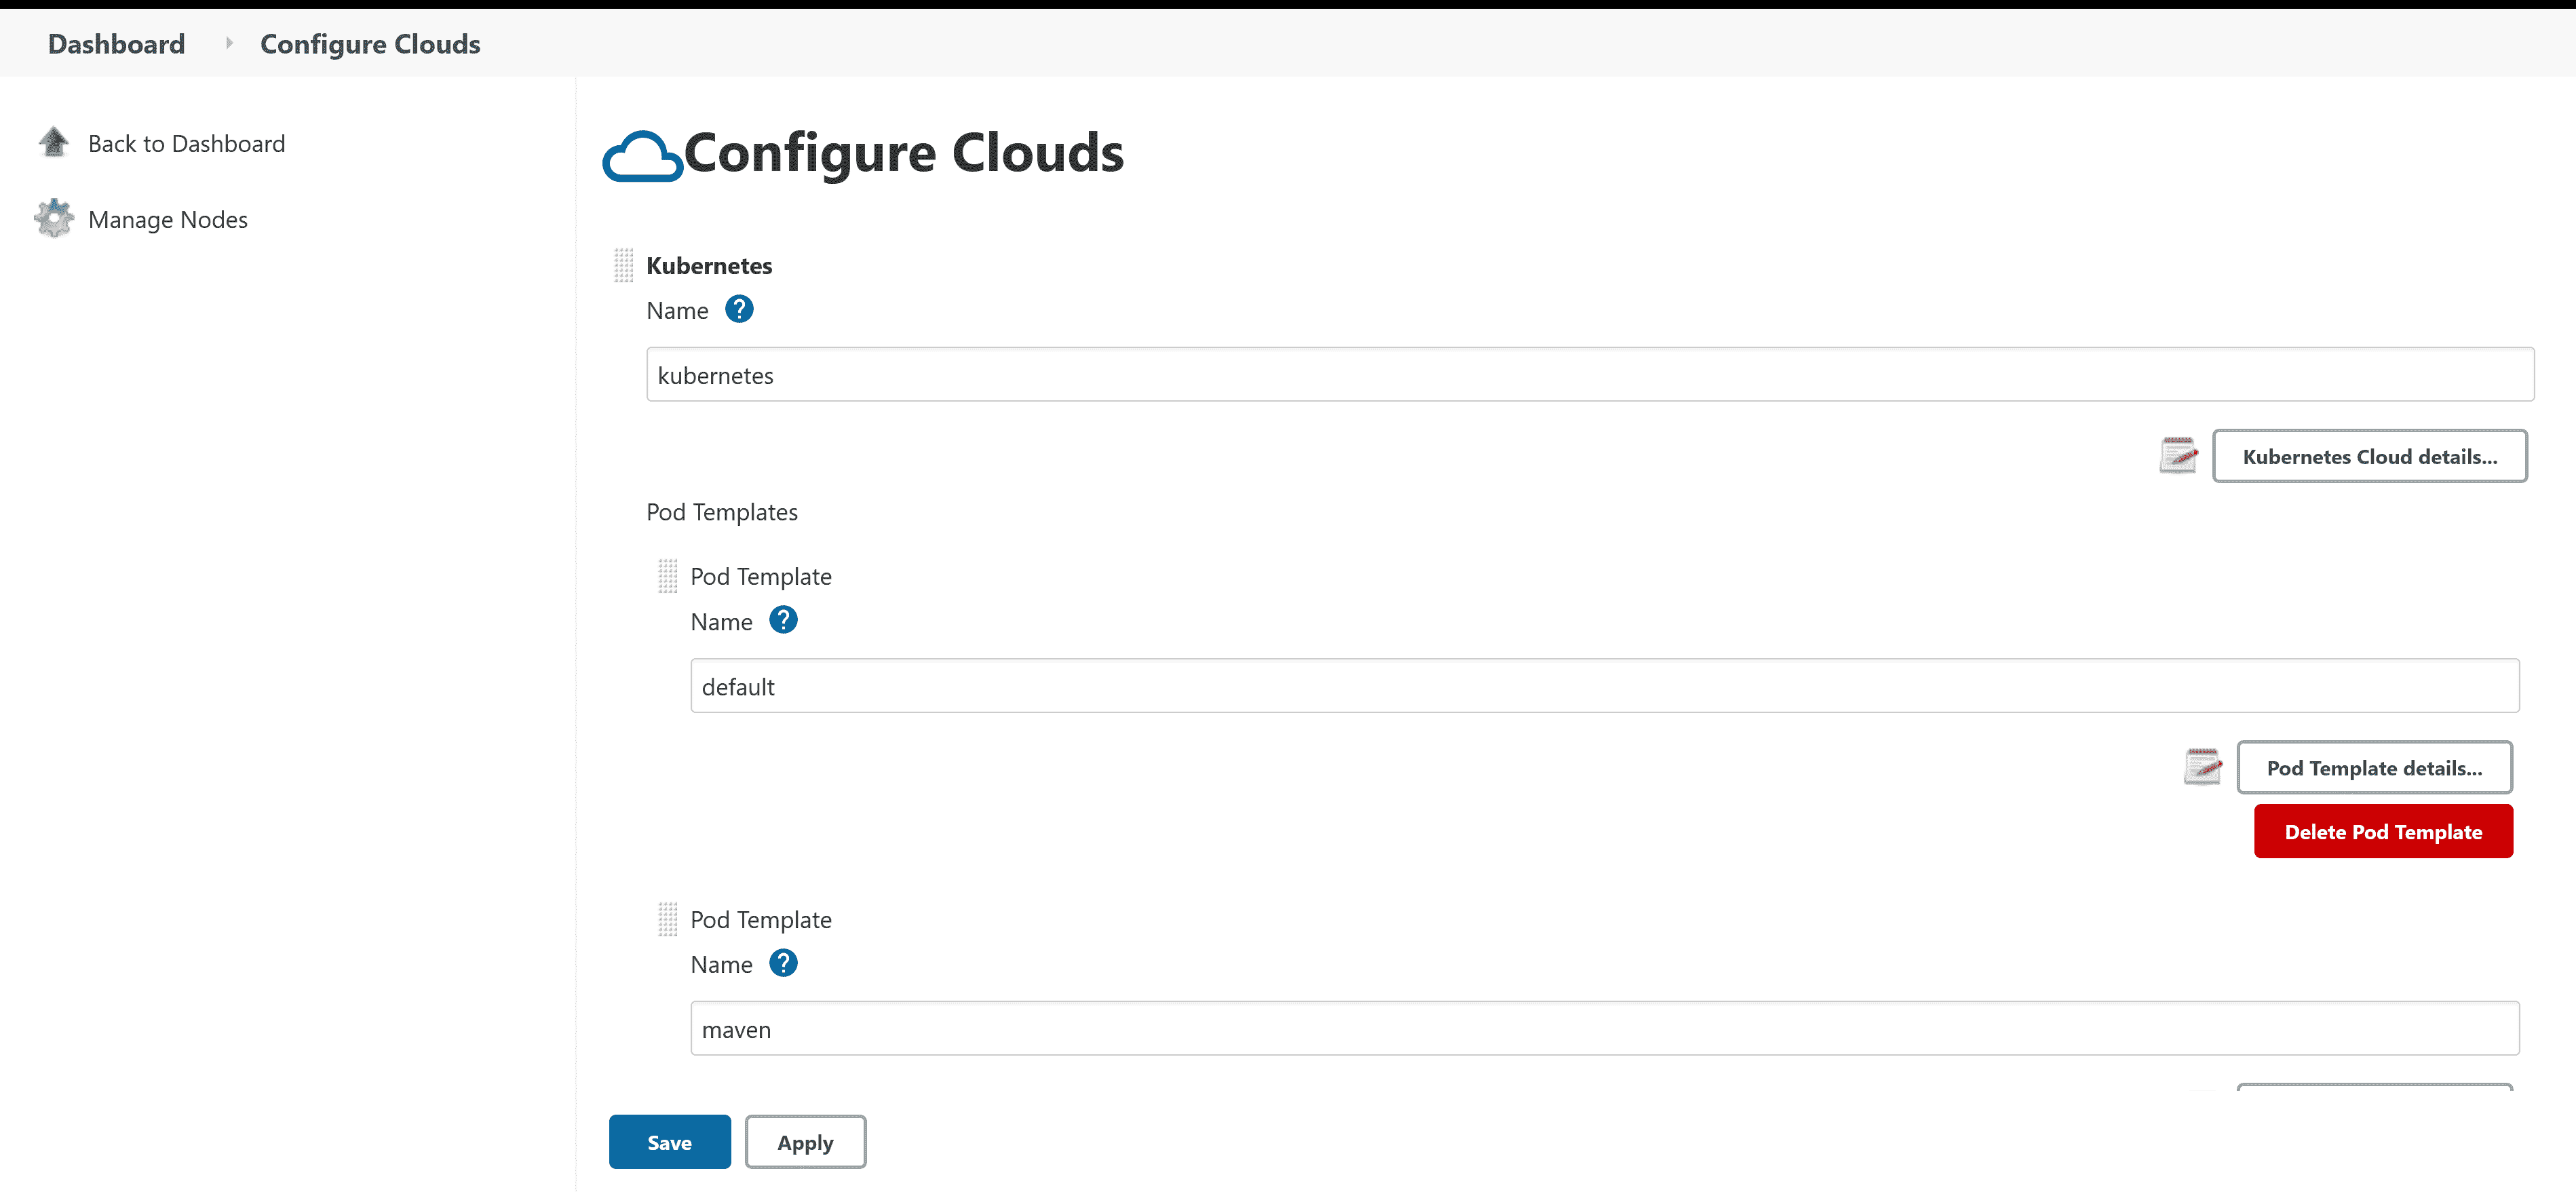 Dashboard
Configure Clouds
Back to Dashboard
Manage Nodes
Configure Clouds
Kubernetes
Name ?
kubernetes
Kubernetes Cloud details...
Pod Templates
Pod Template
Name ?
default
Pod Template details...
Delete Pod Template
Pod Template
Name ?
maven
Save
Apply